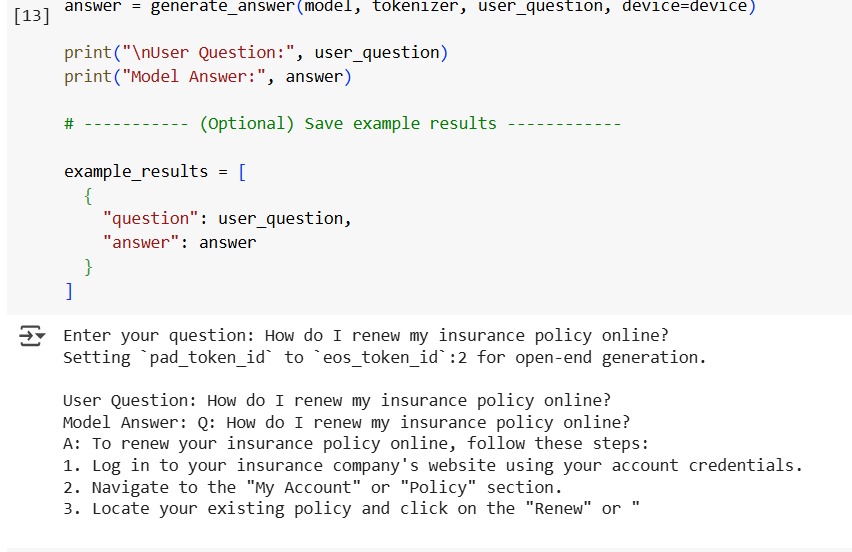 answer = generate_answer(model, tokenizer, user_question, device=device)
[13]
print("\nUser Question:", user_question)
print("Model Answer:", answer)
# ----------- (Optional) Save example results ------------
example_results = [
{
"question": user_question,
"answer": answer
}
]
Enter your question: How do I renew my insurance policy online?
Setting `pad_token_id` to `eos_token_id`:2 for open-end generation.
User Question: How do I renew my insurance policy online?
Model Answer: Q: How do I renew my insurance policy online?
A: To renew your insurance policy online, follow these steps:
1. Log in to your insurance company's website using your account credentials.
2. Navigate to the "My Account" or "Policy" section.
3. Locate your existing policy and click on the "Renew" or "